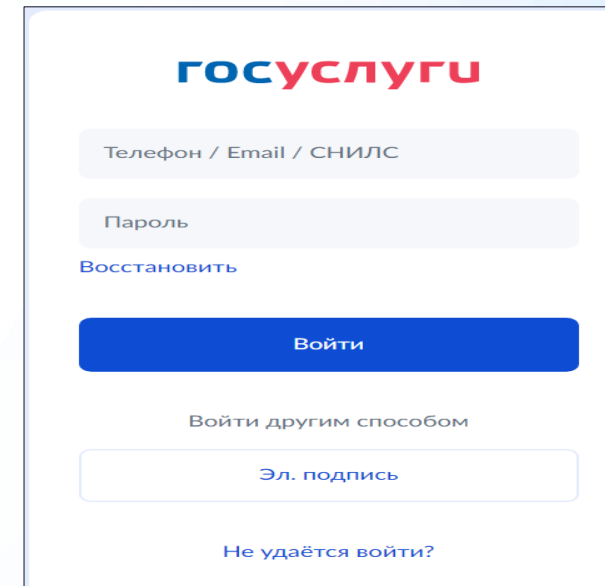 госуслуги
Телефон / Email / СНИЛС
Пароль
Восстановить
Войти
Войти другим способом
Эл. подпись
Не удаётся войти?